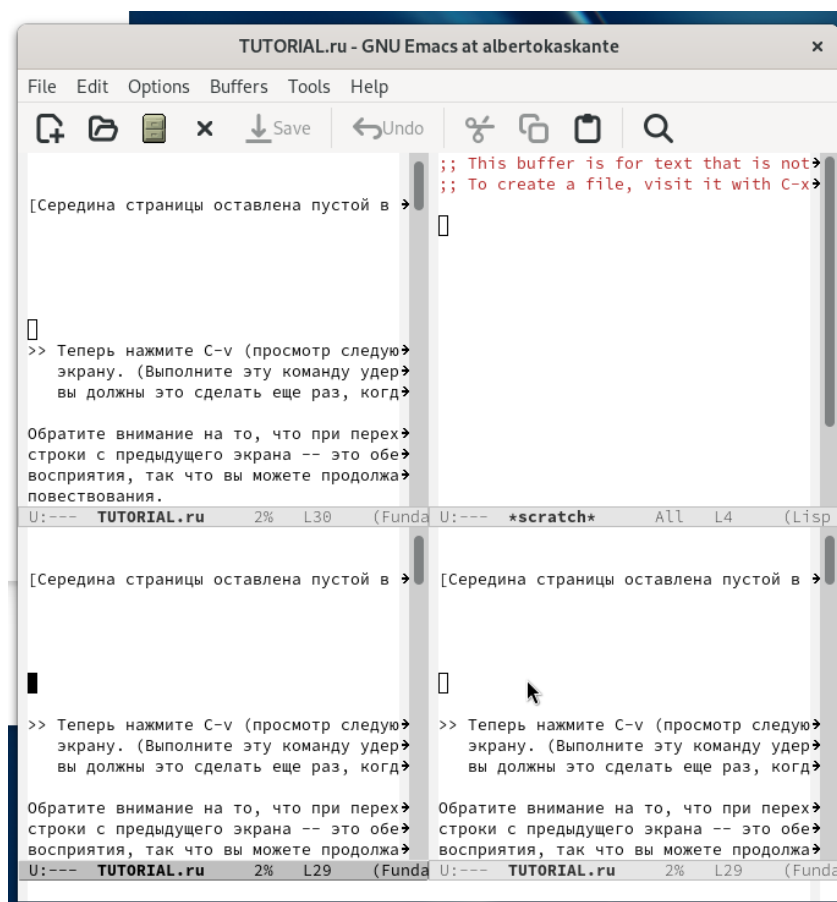 TUTORIAL.ru - GNU Emacs at albertokaskante
File Edit Options Buffers Tools Help
Save Undo
[Середина страницы оставлена пустой в
>> Теперь нажмите C-v (просмотр следую
экрану. (Выполните эту команду удер
вы должны это сделать еще раз, когд
Обратите внимание на то, что при перех
строки с предыдущего экрана -- это обе
восприятия, так что вы можете продолжа
повествования.
U:--- TUTORIAL.ru 2% L30 (Funda
;; This buffer is for text that is not
;; To create a file, visit it with C-x
U:--- *scratch* All L4 (Lisp
[Середина страницы оставлена пустой в
>> Теперь нажмите C-v (просмотр следую
экрану. (Выполните эту команду удер
вы должны это сделать еще раз, когд
Обратите внимание на то, что при перех
строки с предыдущего экрана -- это обе
восприятия, так что вы можете продолжа
U:--- TUTORIAL.ru 2% L29 (Funda
[Середина страницы оставлена пустой в
>> Теперь нажмите C-v (просмотр следую
экрану. (Выполните эту команду удер
вы должны это сделать еще раз, когд
Обратите внимание на то, что при перех
строки с предыдущего экрана -- это обе
восприятия, так что вы можете продолжа
U:--- TUTORIAL.ru 2% L29 (Funda